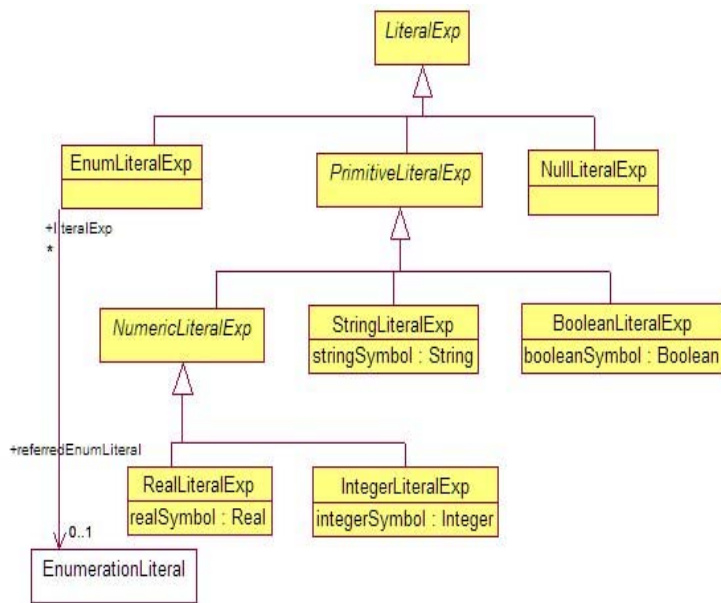 LiteralExp
EnumLiteralExp
PrimitiveLiteralExp
NullLiteralExp
+literalExp
*
NumericLiteralExp
StringLiteralExp
stringSymbol : String
BooleanLiteralExp
booleanSymbol : Boolean
+referredEnumLiteral
RealLiteralExp
realSymbol : Real
IntegerLiteralExp
integerSymbol : Integer
0..1
EnumerationLiteral